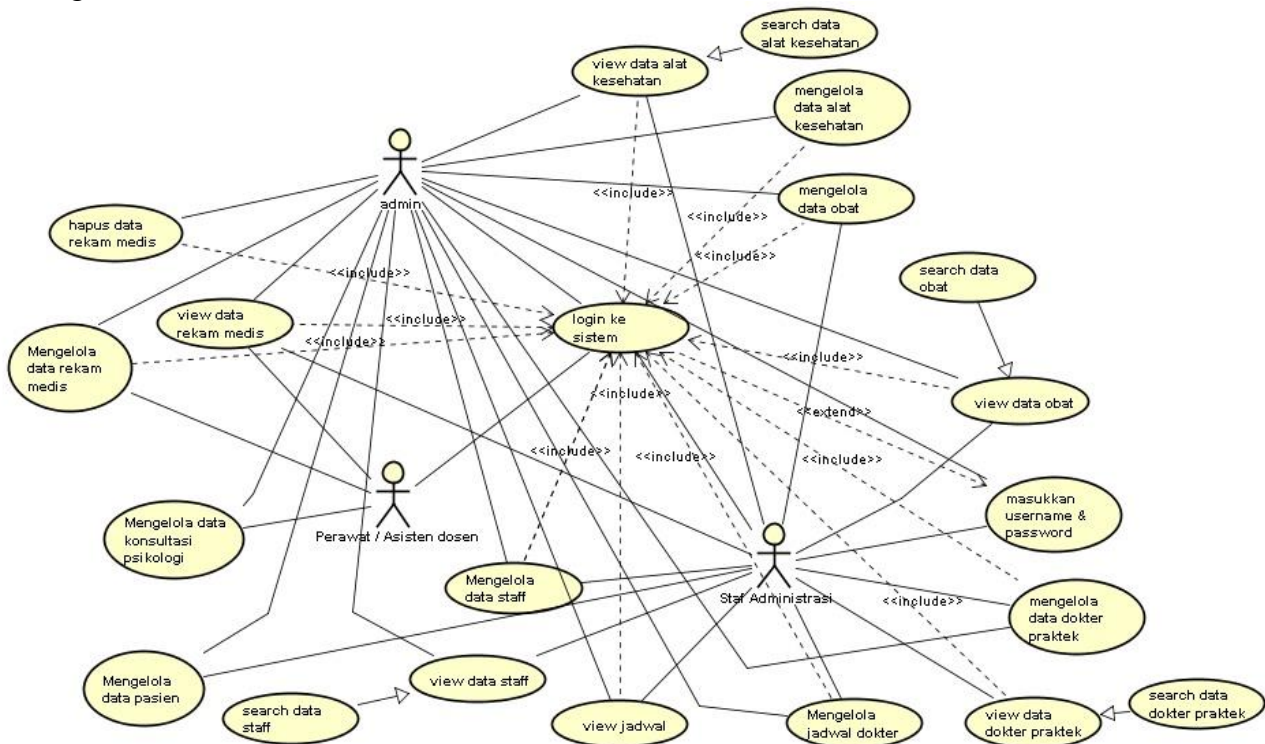 search data
alat kesehatan
view data alat
kesehatan
mengelola
data alat
kesehatan
admin
<<include>>
mengelola
data obat
hapus data
rekam medis
<<include>>
<<include>>
<<include>>
search data
obat
view data
rekam medis
<<include>>
login ke
sistem
Mengelola
data rekam
medis
<<include>>
<<include>>
view data obat
<<include>>
<<extend>>
<<include>>
<<include>>
<<include>>
masukkan
username &
password
Mengelola data
konsultasi
psikologi
Perawat / Asisten dosen
Mengelola
data staff
Staf Administrasi
<<include>>
mengelola
data dokter
praktek
Mengelola
data pasien
view data staff
search data
staff
view jadwal
Mengelola
jadwal dokter
view data
dokter praktek
search data
dokter praktek